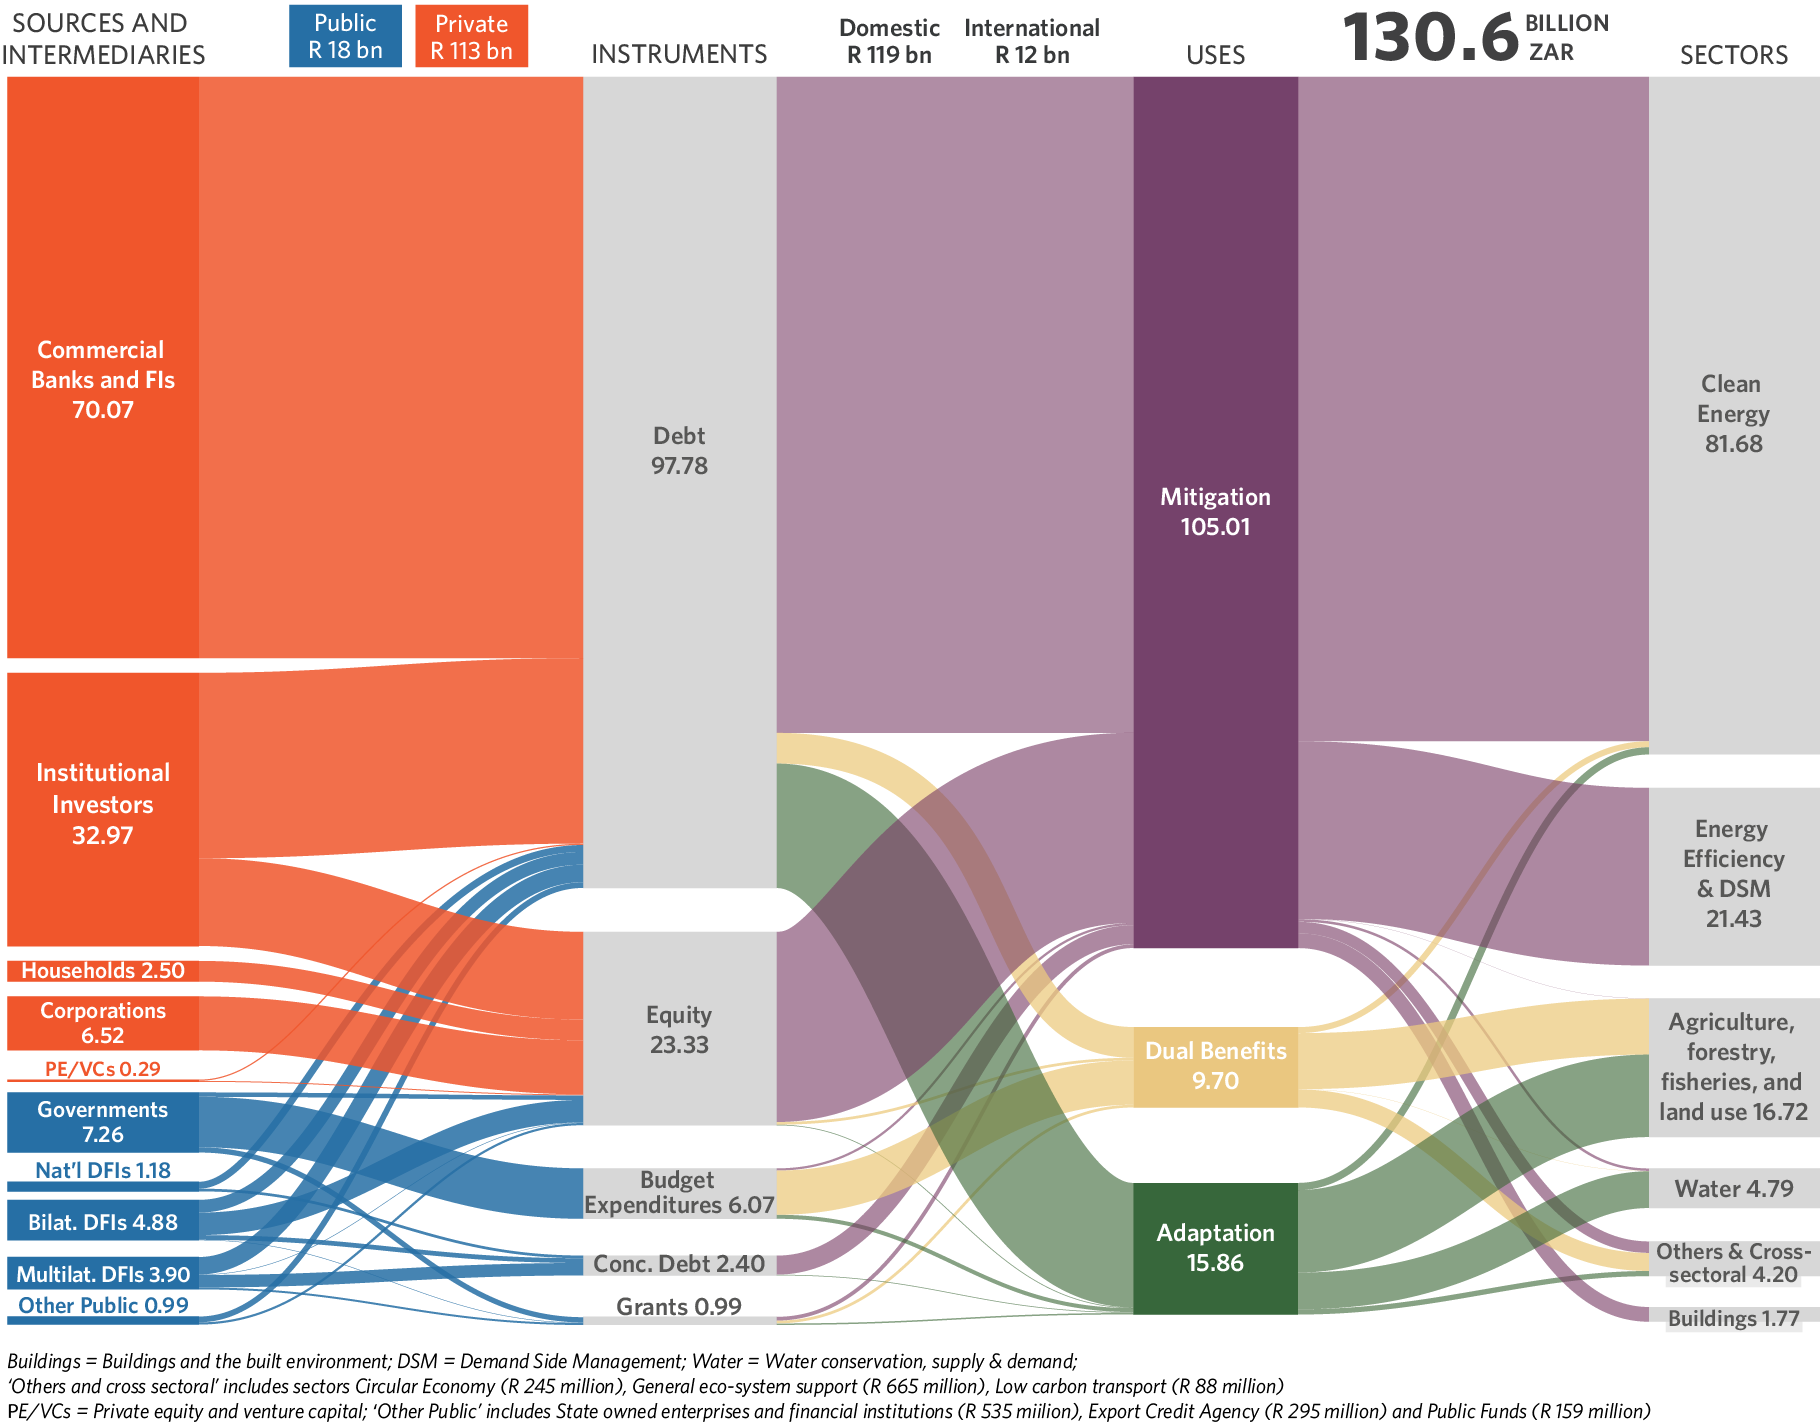 SOURCES AND
INTERMEDIARIES
Public
R 18 bn
Private
R 113 bn
INSTRUMENTS
Domestic
R 119 bn
International
R 12 bn
USES
130.6
BILLION
ZAR
SECTORS
Commercial
Banks and FIs
70.07
Institutional
Investors
32.97
Households 2.50
Corporations
6.52
PE/VCs 0.29
Governments
7.26
Nat'l DFIs 1.18
Bilat. DFIs 4.88
Multilat. DFIs 3.90
Other Public 0.99
Debt
97.78
Equity
23.33
Budget
Expenditures 6.07
Conc. Debt 2.40
Grants 0.99
Mitigation
105.01
Dual Benefits
9.70
Adaptation
15.86
Clean
Energy
81.68
Energy
Efficiency
& DSM
21.43
Agriculture,
forestry,
fisheries, and
land use 16.72
Water 4.79
Others & Cross-
sectoral 4.20
Buildings 1.77
Buildings = Buildings and the built environment; DSM = Demand Side Management; Water = Water conservation, supply & demand;
‘Others and cross sectoral’ includes sectors Circular Economy (R 245 million), General eco-system support (R 665 million), Low carbon transport (R 88 million)
PE/VCs = Private equity and venture capital; ‘Other Public’ includes State owned enterprises and financial institutions (R 535 miilion), Export Credit Agency (R 295 million) and Public Funds (R 159 million)